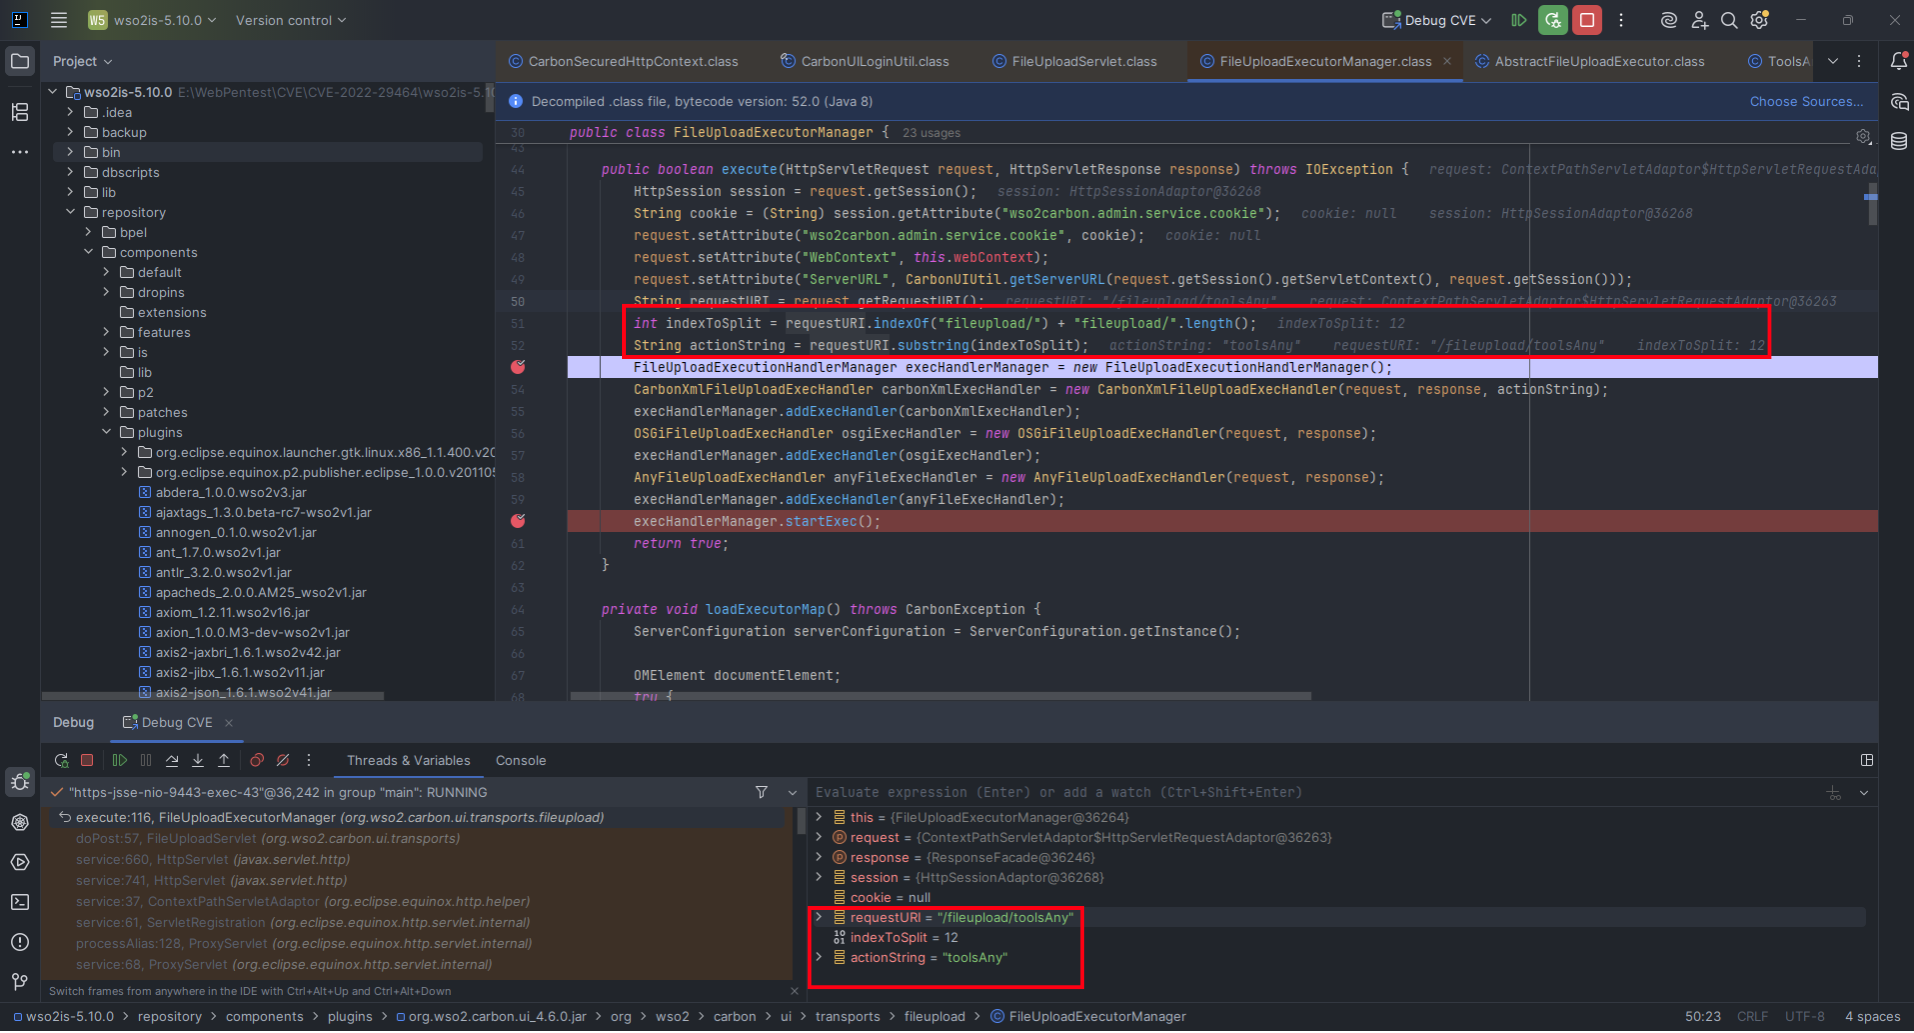 W5 wso2is-5.10.0 Version control Debug CVE
Project
CarbonSecuredHttpContext.class CarbonUILoginUtil.class FileUploadServlet.class FileUploadExecutorManager.class AbstractFileUploadExecutor.class ToolsA
wso2is-5.10.0 E:\WebPentest\CVE\CVE-2022-29464\wso2is-5.10
.idea
backup
bin
dbscripts
lib
repository
bpel
components
default
dropins
extensions
features
is
lib
p2
patches
plugins
org.eclipse.equinox.launcher.gtk.linux.x86_1.1.400.v20
org.eclipse.equinox.p2.publisher.eclipse_1.0.0.v201105
abdera_1.0.0.wso2v3.jar
ajaxtags_1.3.0.beta-rc7-wso2v1.jar
annogen_0.1.0.wso2v1.jar
ant_1.7.0.wso2v1.jar
antlr_3.2.0.wso2v1.jar
apacheds_2.0.0.AM25_wso2v1.jar
axiom_1.2.11.wso2v16.jar
axion_1.0.0.M3-dev-wso2v1.jar
axis2-jaxbri_1.6.1.wso2v42.jar
axis2-jibx_1.6.1.wso2v11.jar
axis2-json_1.6.1.wso2v41.jar
Decompiled .class file, bytecode version: 52.0 (Java 8) Choose Sources...
30 public class FileUploadExecutorManager { 23 usages
43
44 public boolean execute(HttpServletRequest request, HttpServletResponse response) throws IOException { request: ContextPathServletAdaptor$HttpServletRequestAda
45 HttpSession session = request.getSession(); session: HttpSessionAdaptor@36268
46 String cookie = (String) session.getAttribute("wso2carbon.admin.service.cookie"); cookie: null session: HttpSessionAdaptor@36268
47 request.setAttribute("wso2carbon.admin.service.cookie", cookie); cookie: null
48 request.setAttribute("WebContext", this.webContext);
49 request.setAttribute("ServerURL", CarbonUIUtil.getServerURL(request.getSession().getServletContext(), request.getSession()));
50 String requestURI = request.getRequestURI(); requestURI: "/fileupload/toolsAny" request: ContextPathServletAdaptor$HttpServletRequestAdaptor@36263
51 int indexToSplit = requestURI.indexOf("fileupload/") + "fileupload/".length(); indexToSplit: 12
52 String actionString = requestURI.substring(indexToSplit); actionString: "toolsAny" requestURI: "/fileupload/toolsAny" indexToSplit: 12
FileUploadExecutionHandlerManager execHandlerManager = new FileUploadExecutionHandlerManager();
54 CarbonXmlFileUploadExecHandler carbonXmlExecHandler = new CarbonXmlFileUploadExecHandler(request, response, actionString);
55 execHandlerManager.addExecHandler(carbonXmlExecHandler);
56 OSGiFileUploadExecHandler osgiExecHandler = new OSGiFileUploadExecHandler(request, response);
57 execHandlerManager.addExecHandler(osgiExecHandler);
58 AnyFileUploadExecHandler anyFileExecHandler = new AnyFileUploadExecHandler(request, response);
59 execHandlerManager.addExecHandler(anyFileExecHandler);
execHandlerManager.startExec();
61 return true;
62 }
63
64 private void loadExecutorMap() throws CarbonException {
65 ServerConfiguration serverConfiguration = ServerConfiguration.getInstance();
66
67 OMElement documentElement;
68 try {
Debug Debug CVE
Threads & Variables Console
"https-jsse-nio-9443-exec-43"@36,242 in group "main": RUNNING
execute:116, FileUploadExecutorManager (org.wso2.carbon.ui.transports.fileupload)
doPost:57, FileUploadServlet (org.wso2.carbon.ui.transports)
service:660, HttpServlet (javax.servlet.http)
service:741, HttpServlet (javax.servlet.http)
service:37, ContextPathServletAdaptor (org.eclipse.equinox.http.helper)
service:61, ServletRegistration (org.eclipse.equinox.http.servlet.internal)
processAlias:128, ProxyServlet (org.eclipse.equinox.http.servlet.internal)
service:68, ProxyServlet (org.eclipse.equinox.http.servlet.internal)
Switch frames from anywhere in the IDE with Ctrl+Alt+Up and Ctrl+Alt+Down
Evaluate expression (Enter) or add a watch (Ctrl+Shift+Enter)
this = {FileUploadExecutorManager@36264}
request = {ContextPathServletAdaptor$HttpServletRequestAdaptor@36263}
response = {ResponseFacade@36246}
session = {HttpSessionAdaptor@36268}
cookie = null
requestURI = "/fileupload/toolsAny"
indexToSplit = 12
actionString = "toolsAny"
wso2is-5.10.0 repository components plugins org.wso2.carbon.ui_4.6.0.jar org wso2 carbon ui transports fileupload FileUploadExecutorManager 50:23 CRLF UTF-8 4 spaces